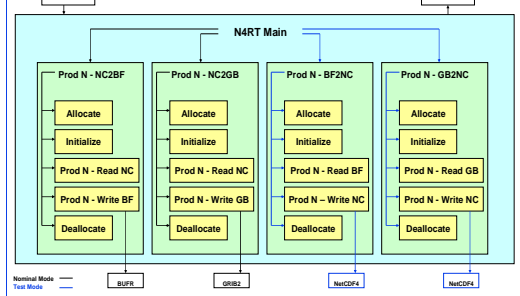 N4RT Main
Prod N - NC2BF
Prod N - NC2GB
Prod N - BF2NC
Prod N - GB2NC
Allocate
Allocate
Allocate
Allocate
Initialize
Initialize
Initialize
Initialize
Prod N - Read NC
Prod N - Read NC
Prod N - Read BF
Prod N - Read GB
Prod N - Write BF
Prod N - Write GB
Prod N – Write NC
Prod N - Write NC
Deallocate
Deallocate
Deallocate
Deallocate
Nominal Mode
Test Mode
BUFR
GRIB2
NetCDF4
NetCDF4